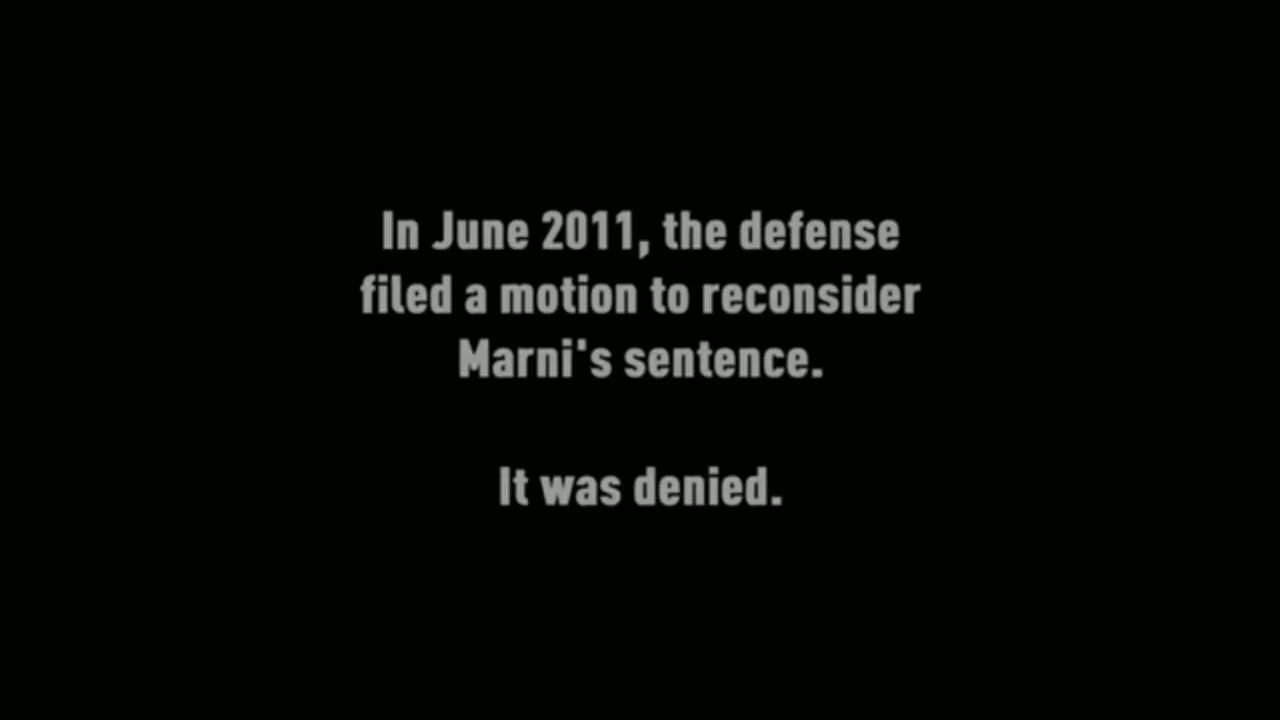 In June 2011, the defense
filed a motion to reconsider
Marni's sentence.
It was denied.